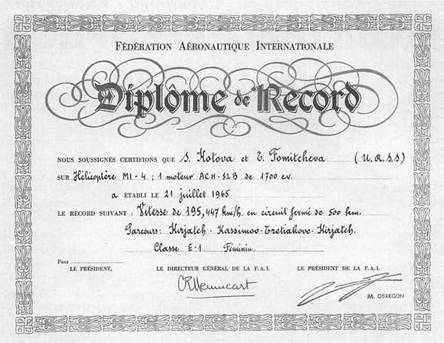 FÉDÉRATION AÉRONAUTIQUE INTERNATIONALE
Diplôme de Record
NOUS SOUSSIGNÉS CERTIFIONS QUE S. Kotova et T. Tomitcheva (U.R.S.S)
SUR Hélicoptère MI-4 ; 1 moteur ACH-82B de 1700 cv.
a ÉTABLI LE 21 juillet 1965
LE RECORD SUIVANT : Vitesse de 195,447 km/h. en circuit fermé de 500 km.
Parcours: Kirjatch - Kassimov - Tretiakovo - Kirjatch.
Classe E-1 Féminin.
Pour
LE PRÉSIDENT, LE DIRECTEUR GÉNÉRAL DE LA F.A.I. LE PRÉSIDENT DE LA F.A.I.
M. OBREGON